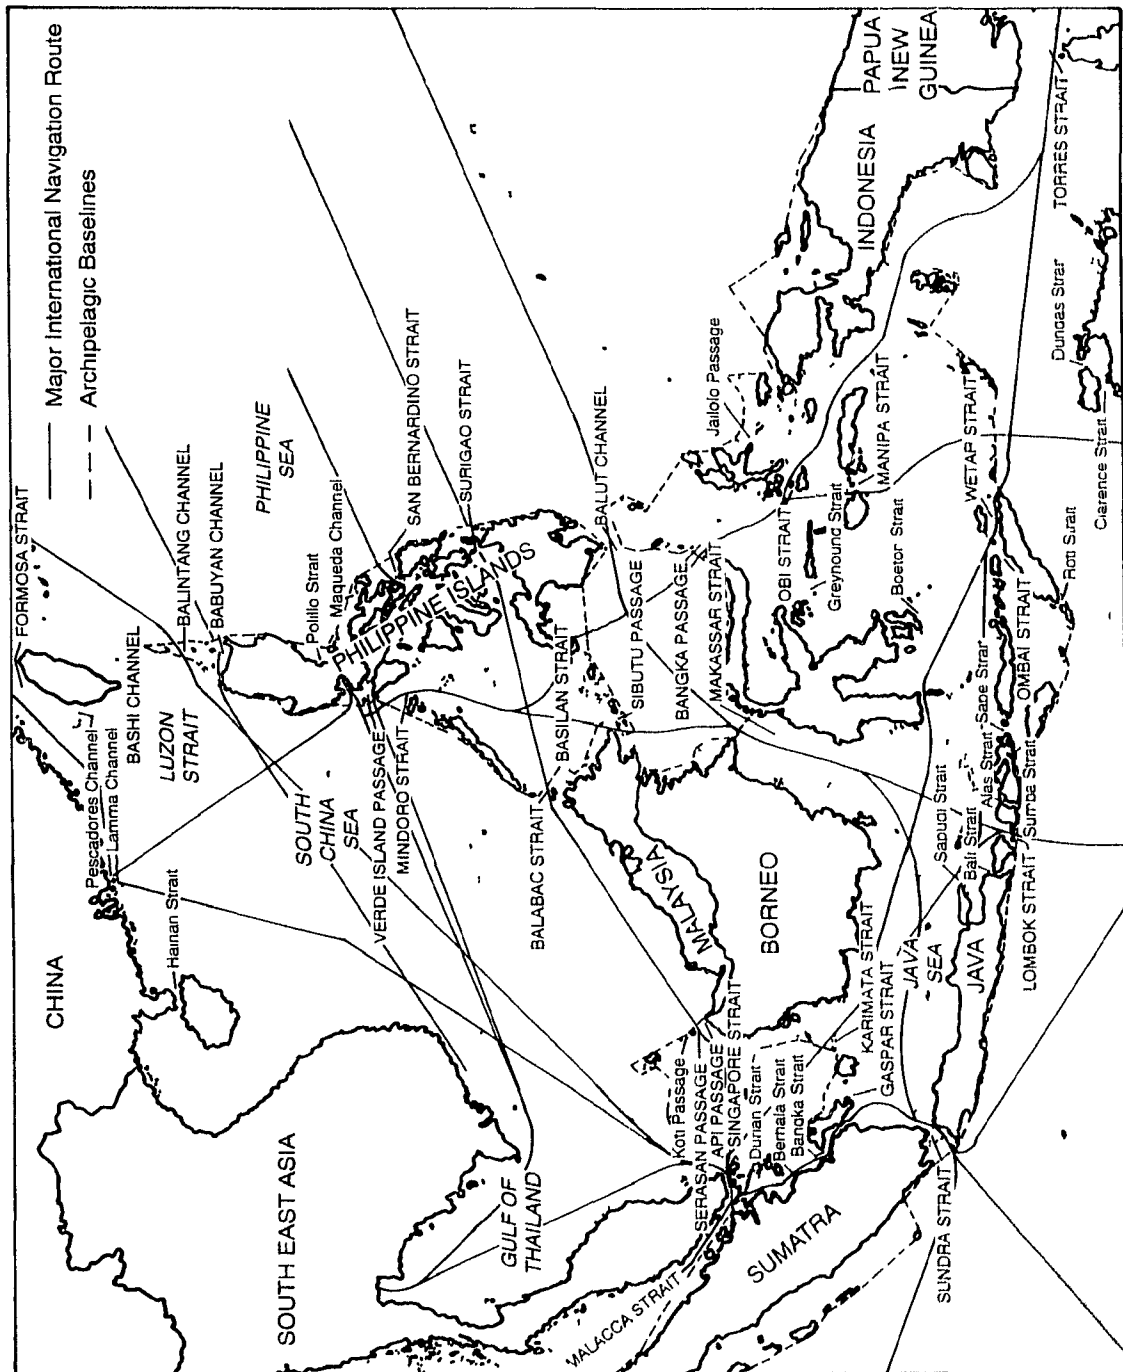 Major International Navigation Route
Archipelagic Baselines
FORMOSA STRAIT
CHINA
Pescadores Channel
Lamma Channel
Hainan Strait
BASHI CHANNEL
LUZON
STRAIT
BALINTANG CHANNEL
BABUYAN CHANNEL
PHILIPPINE
SEA
Polillo Strait
Maqueda Channel
SAN BERNARDINO STRAIT
SURIGAO STRAIT
PHILIPPINE ISLANDS
SOUTH
CHINA
SEA
VERDE ISLAND PASSAGE
MINDORO STRAIT
SOUTH EAST ASIA
GULF OF
THAILAND
BALABAC STRAIT
BASILAN STRAIT
BALUT CHANNEL
SIBUTU PASSAGE
BANGKA PASSAGE
MAKASSAR STRAIT
Jailolo Passage
MALAYSIA
BORNEO
Koti Passage
SERASAN PASSAGE
API PASSAGE
SINGAPORE STRAIT
Durian Strait
Berhala Strait
Bangka Strait
MALACCA STRAIT
SUMATRA
OBI STRAIT
Greyhound Strait
MANIPA STRAIT
Boetor Strait
INDONESIA
PAPUA
NEW
GUINEA
KARIMATA STRAIT
GASPAR STRAIT
JAVA
SEA
JAVA
Sapudi Strait
Bali Strait
Alas Strait
Sape Strar
WETAR STRAIT
OMBAI STRAIT
Sumba Strait
LOMBOK STRAIT
SUNDRA STRAIT
Roti Strait
Clarence Strait
Dundas Strar
TORRES STRAIT